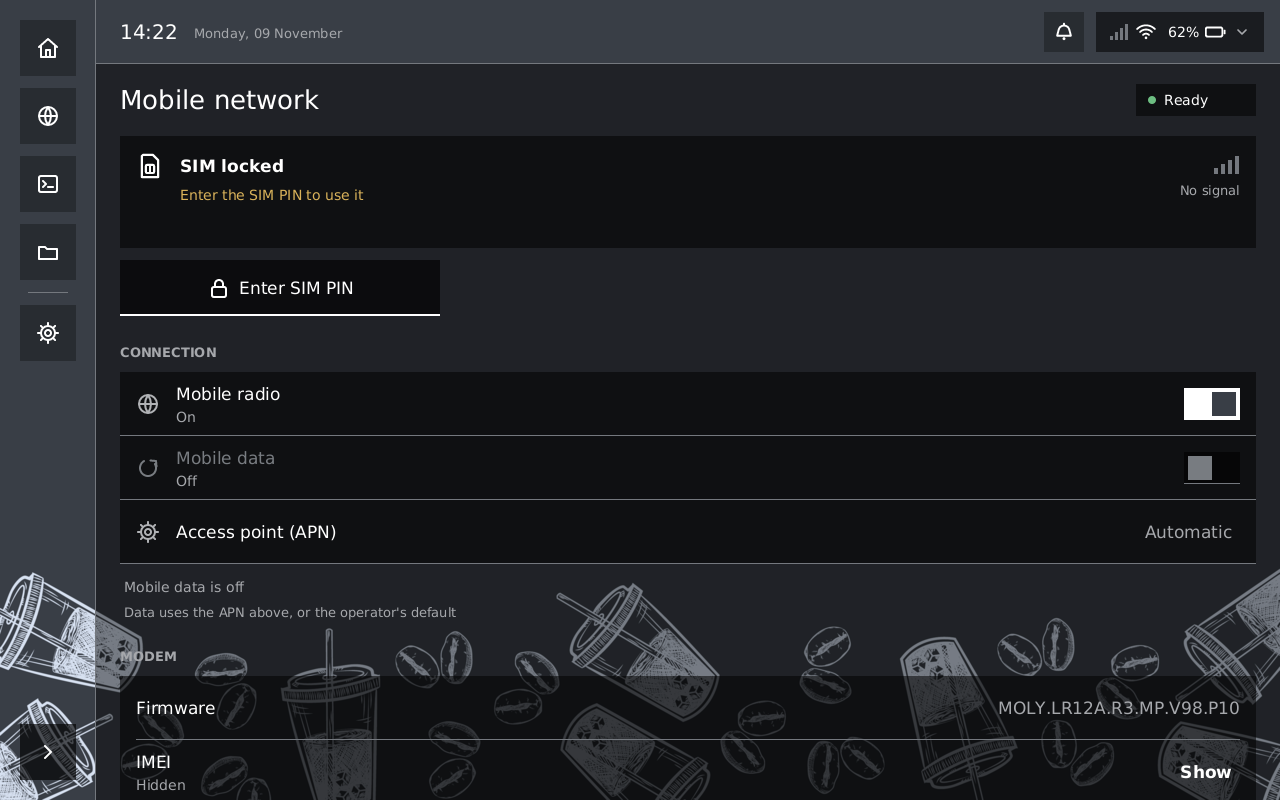 14:22 Monday, 09 November 62%
Mobile network
Ready
SIM locked
Enter the SIM PIN to use it
No signal
Enter SIM PIN
CONNECTION
Mobile radio
On
Mobile data
Off
Access point (APN) Automatic
Mobile data is off
Data uses the APN above, or the operator's default
MODEM
Firmware MOLY.LR12A.R3.MP.V98.P10
IMEI
Hidden
Show